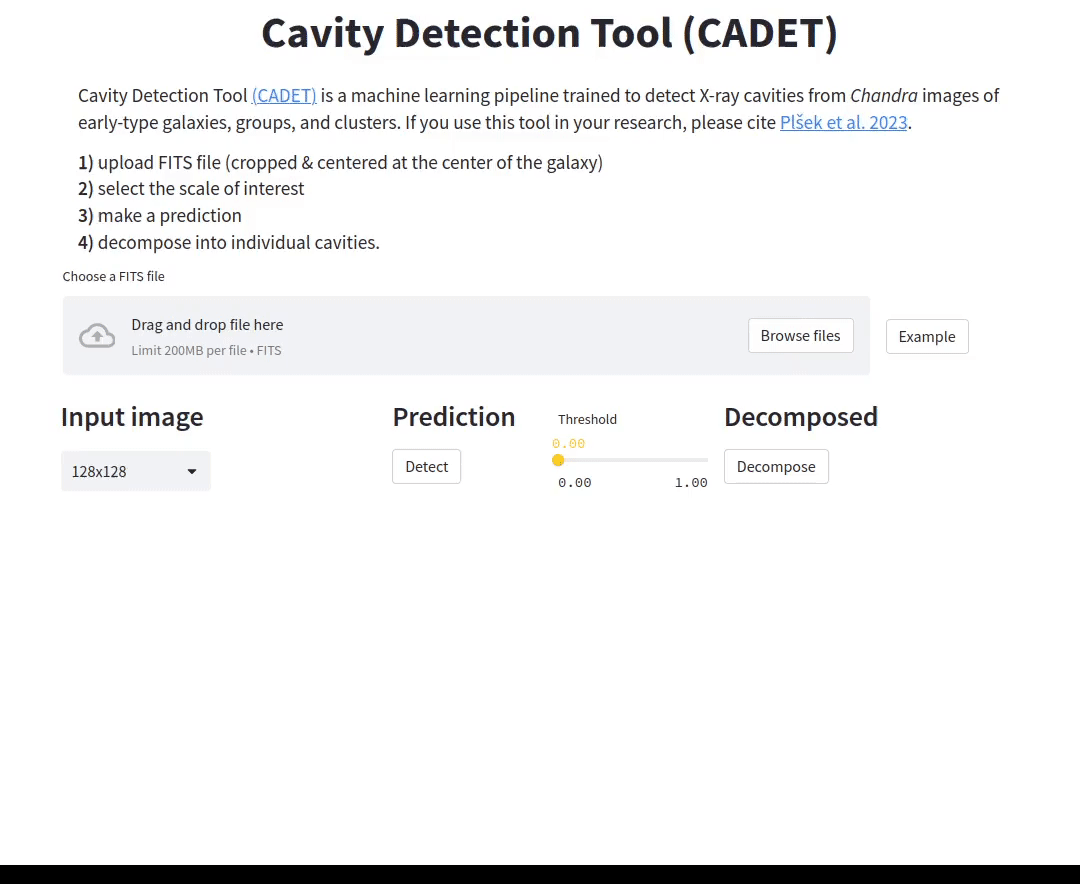 Cavity Detection Tool (CADET)
Cavity Detection Tool (CADET) is a machine learning pipeline trained to detect X-ray cavities from Chandra images of
early-type galaxies, groups, and clusters. If you use this tool in your research, please cite Plšek et al. 2023.
1) upload FITS file (cropped & centered at the center of the galaxy)
2) select the scale of interest
3) make a prediction
4) decompose into individual cavities.
Choose a FITS file
Drag and drop file here
Limit 200MB per file • FITS
Browse files
Example
Input image
128x128
Prediction
Detect
Threshold
0.00
0.00 1.00
Decomposed
Decompose